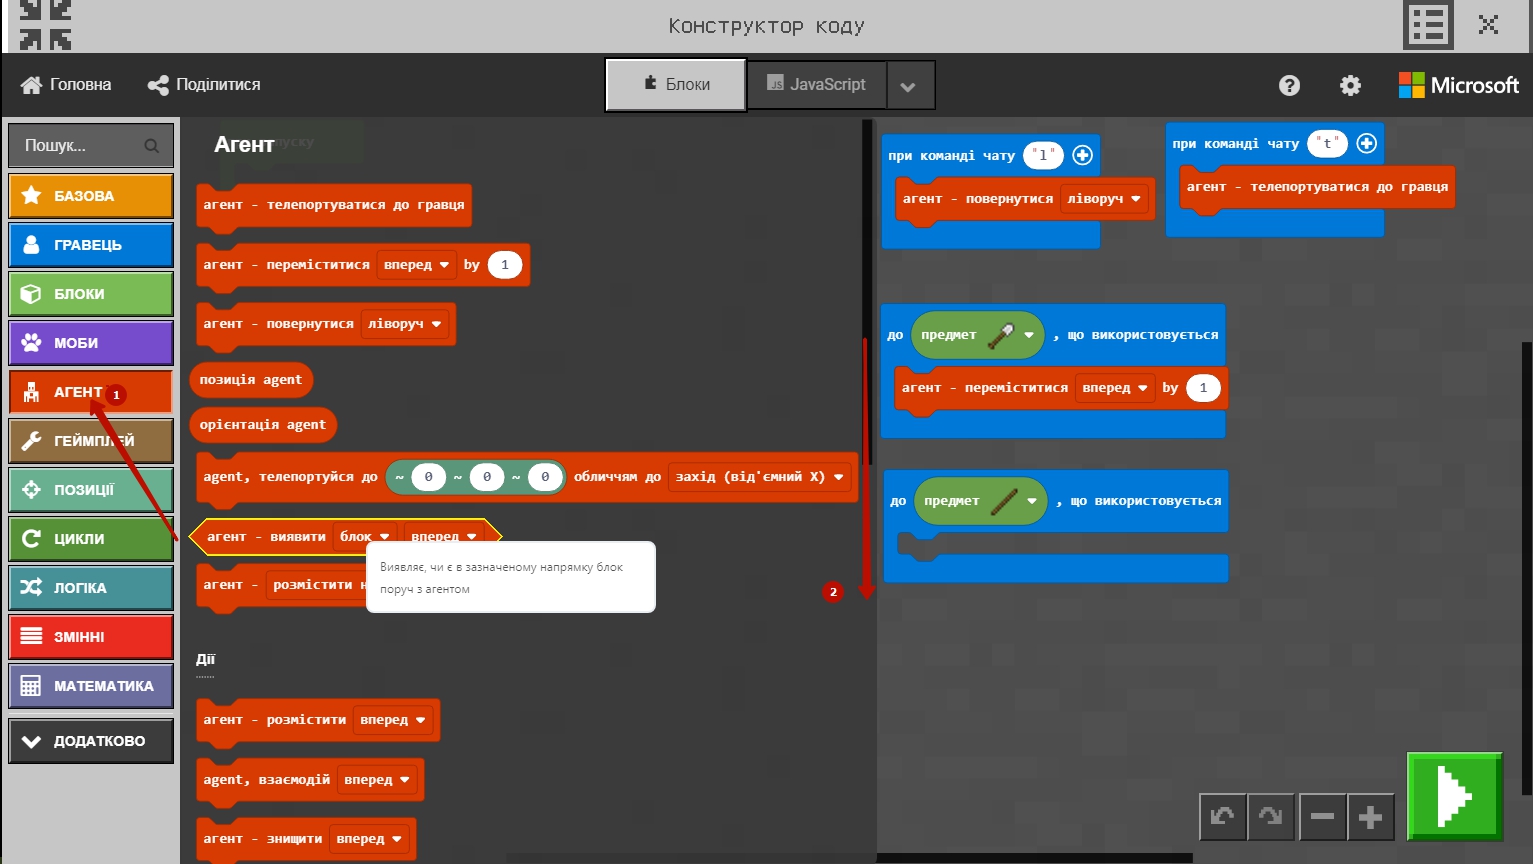 Конструктор коду
Головна
Поділитися
Блоки
JS JavaScript
Microsoft
Пошук...
БАЗОВА
ГРАВЕЦЬ
БЛОКИ
МОБИ
АГЕНТ 1
ГЕЙМПЛЕЙ
ПОЗИЦІЇ
ЦИКЛИ
ЛОГІКА
ЗМІННІ
МАТЕМАТИКА
ДОДАТКОВО
Агент
агент - телепортуватися до гравця
агент - переміститися вперед by 1
агент - повернутися ліворуч
позиція agent
орієнтація agent
agent, телепортуйся до ~ 0 ~ 0 ~ 0 обличчям до захід (від'ємний X)
агент - виявити блок вперед
Виявляє, чи є в зазначеному напрямку блок
поруч з агентом
агент - розмістити
2
Дії
агент - розмістити вперед
agent, взаємодій вперед
агент - знищити вперед
при команді чату "l"
агент - повернутися ліворуч
при команді чату "t"
агент - телепортуватися до гравця
до предмет , що використовується
агент - переміститися вперед by 1
до предмет , що використовується